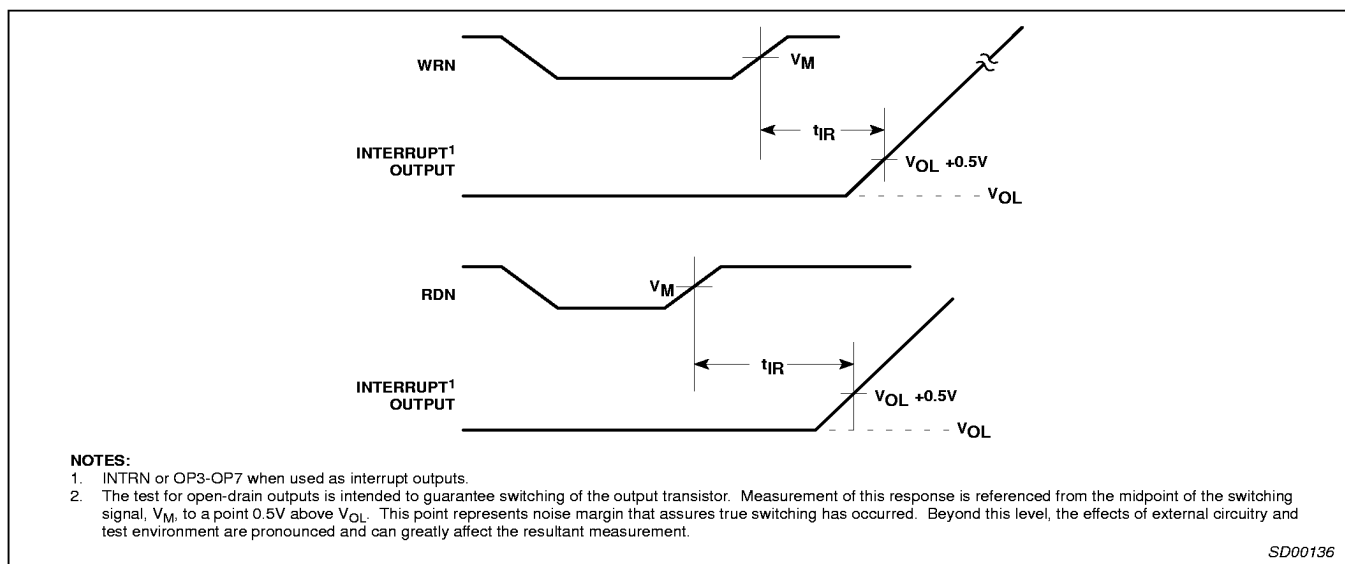 WRN
VM
tIR
INTERRUPT1
OUTPUT
VOL +0.5V
VOL
RDN
VM
tIR
INTERRUPT1
OUTPUT
VOL +0.5V
VOL
NOTES:
1. INTRN or OP3-OP7 when used as interrupt outputs.
2. The test for open-drain outputs is intended to guarantee switching of the output transistor. Measurement of this response is referenced from the midpoint of the switching
signal, VM, to a point 0.5V above VOL. This point represents noise margin that assures true switching has occurred. Beyond this level, the effects of external circuitry and
test environment are pronounced and can greatly affect the resultant measurement.
SD00136